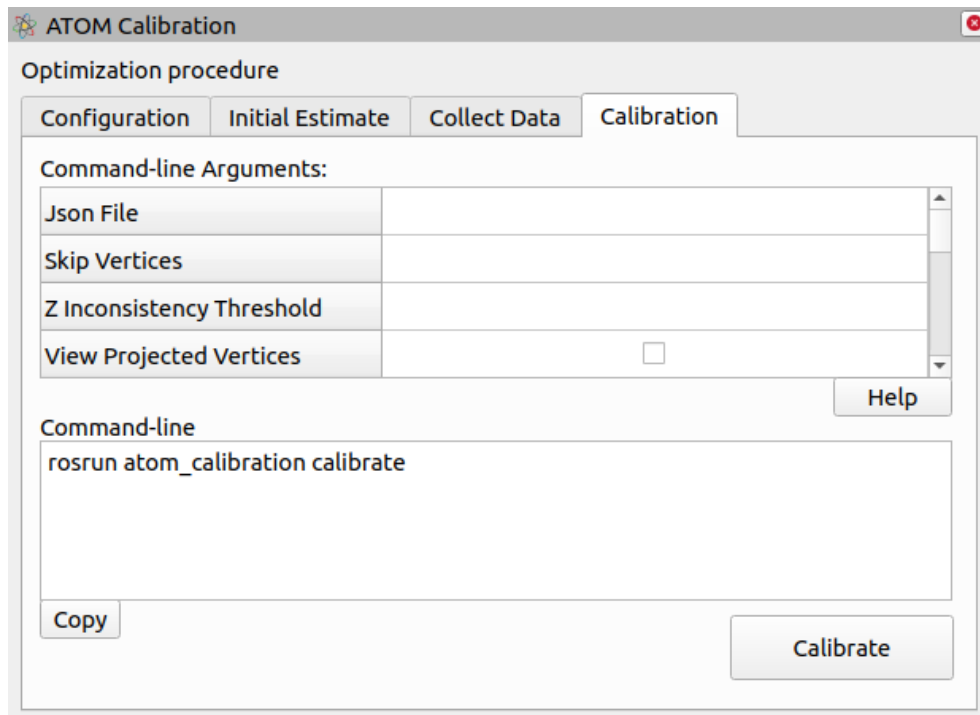 ATOM Calibration
Optimization procedure
Configuration Initial Estimate Collect Data Calibration
Command-line Arguments:
Json File
Skip Vertices
Z Inconsistency Threshold
View Projected Vertices
Help
Command-line
rosrun atom_calibration calibrate
Copy
Calibrate